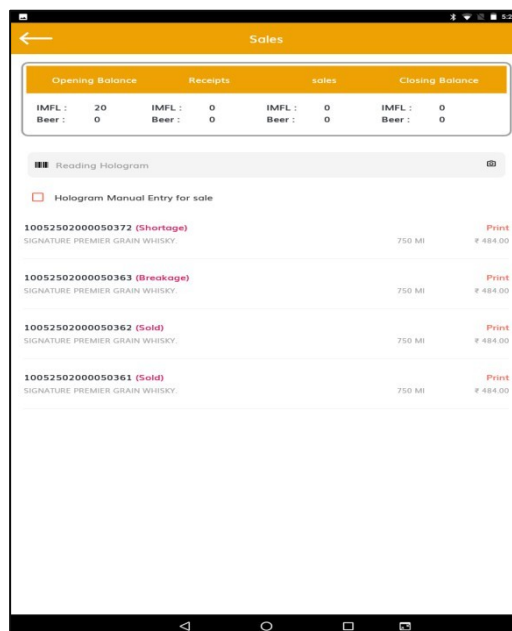 5:2
Sales
Opening Balance Receipts sales Closing Balance
IMFL : 20 IMFL : 0 IMFL : 0 IMFL : 0
Beer : 0 Beer : 0 Beer : 0 Beer : 0
Reading Hologram
Hologram Manual Entry for sale
10052502000050372 (Shortage) Print
SIGNATURE PREMIER GRAIN WHISKY. 750 Ml ₹ 484.00
10052502000050363 (Breakage) Print
SIGNATURE PREMIER GRAIN WHISKY. 750 Ml ₹ 484.00
10052502000050362 (Sold) Print
SIGNATURE PREMIER GRAIN WHISKY. 750 Ml ₹ 484.00
10052502000050361 (Sold) Print
SIGNATURE PREMIER GRAIN WHISKY. 750 Ml ₹ 484.00